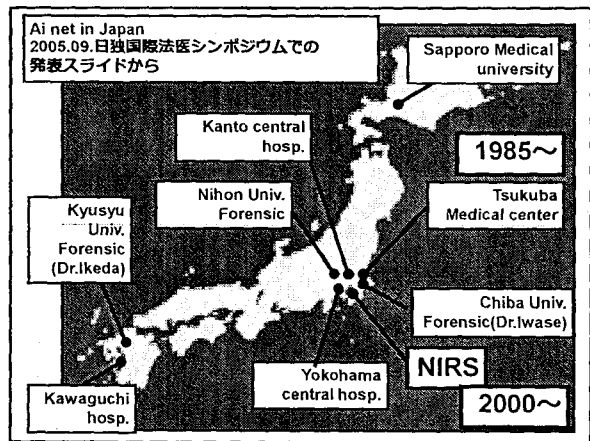 Ai net in Japan
2005.09.日独国際法医シンポジウムでの
発表スライドから
Sapporo Medical
university
Kanto central
hosp.
1985～
Nihon Univ.
Forensic
Tsukuba
Medical center
Kyusyu
Univ.
Forensic
(Dr.Ikeda)
Chiba Univ.
Forensic(Dr.Iwase)
NIRS
Yokohama
central hosp.
Kawaguchi
hosp.
2000～